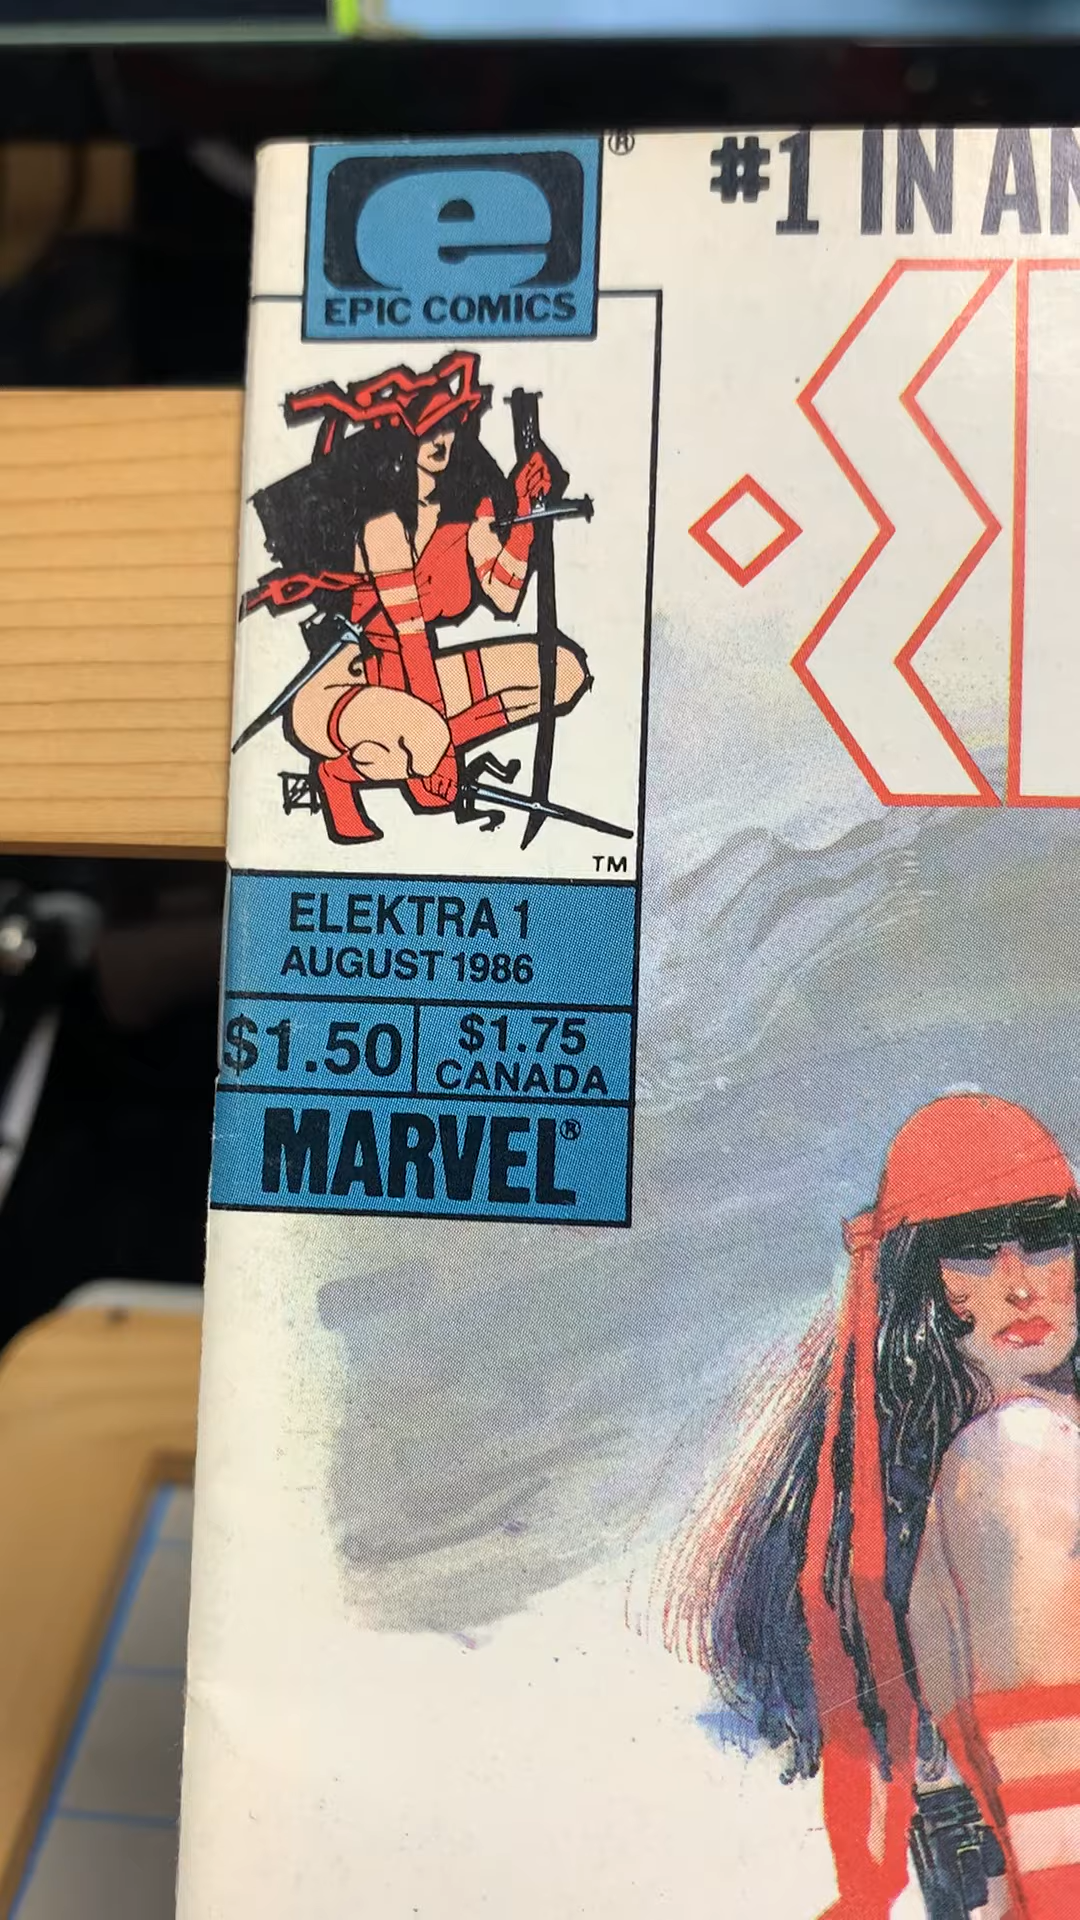 ®
#1 IN AN
e
EPIC COMICS
TM
ELEKTRA 1
AUGUST 1986
$1.50
$1.75
CANADA
MARVEL®